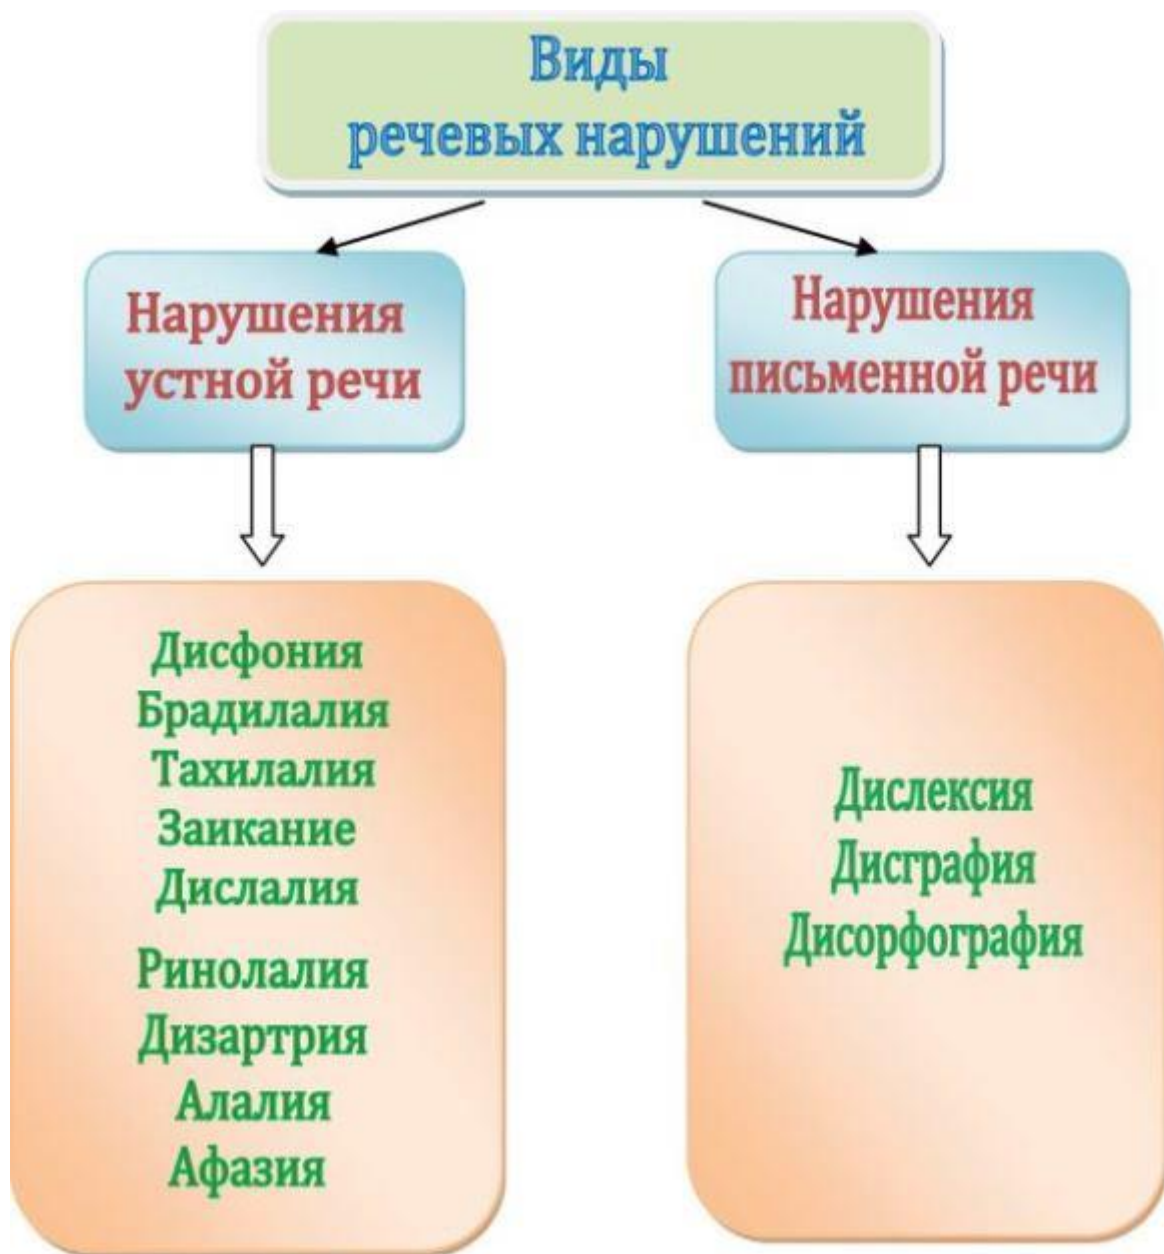 Виды
речевых нарушений
Нарушения
устной речи
Нарушения
письменной речи
Дисфония
Брадилалия
Тахилалия
Заикание
Дислалия
Ринолалия
Дизартрия
Алалия
Афазия
Дислексия
Дисграфия
Дисорфография